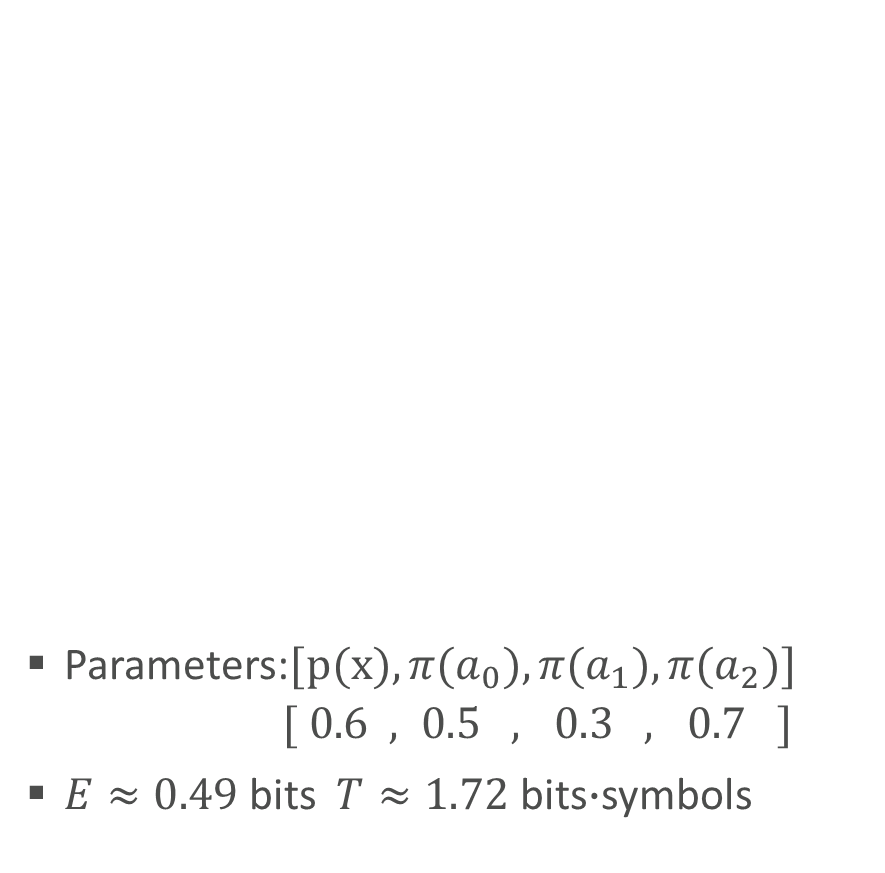 ▪ Parameters:[p(x),π(a₀),π(a₁),π(a₂)]
[ 0.6 , 0.5 , 0.3 , 0.7 ]
▪ E ≈ 0.49 bits T ≈ 1.72 bits·symbols